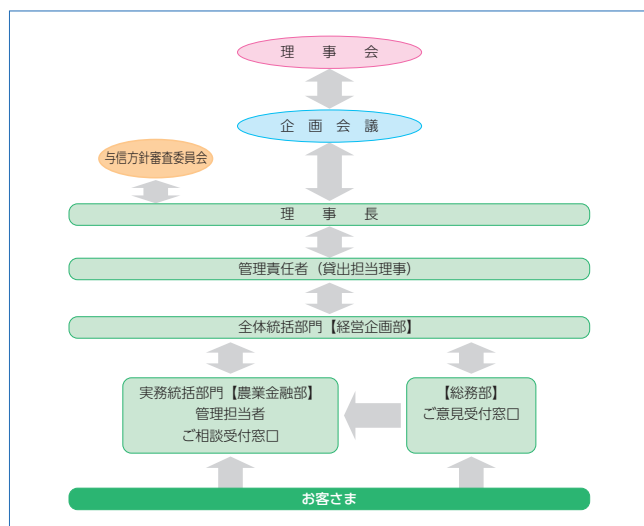 理事会
企画会議
与信方針審査委員会
理事長
管理責任者（貸出担当理事）
全体統括部門【経営企画部】
実務統括部門【農業金融部】
管理担当者
ご相談受付窓口
【総務部】
ご意見受付窓口
お客さま